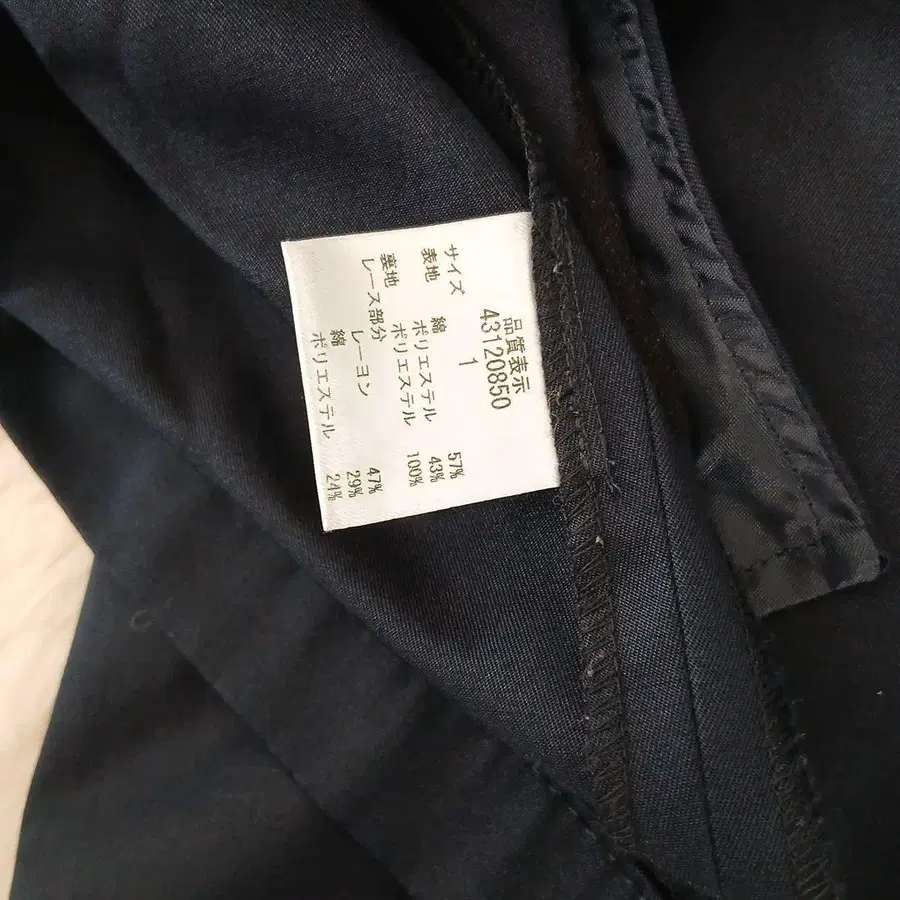 品質表示
43120850
サイズ 1
表地 綿 57%
ポリエステル 43%
裏地 ポリエステル 100%
レース部分
レーヨン 47%
綿 29%
ポリエステル 24%